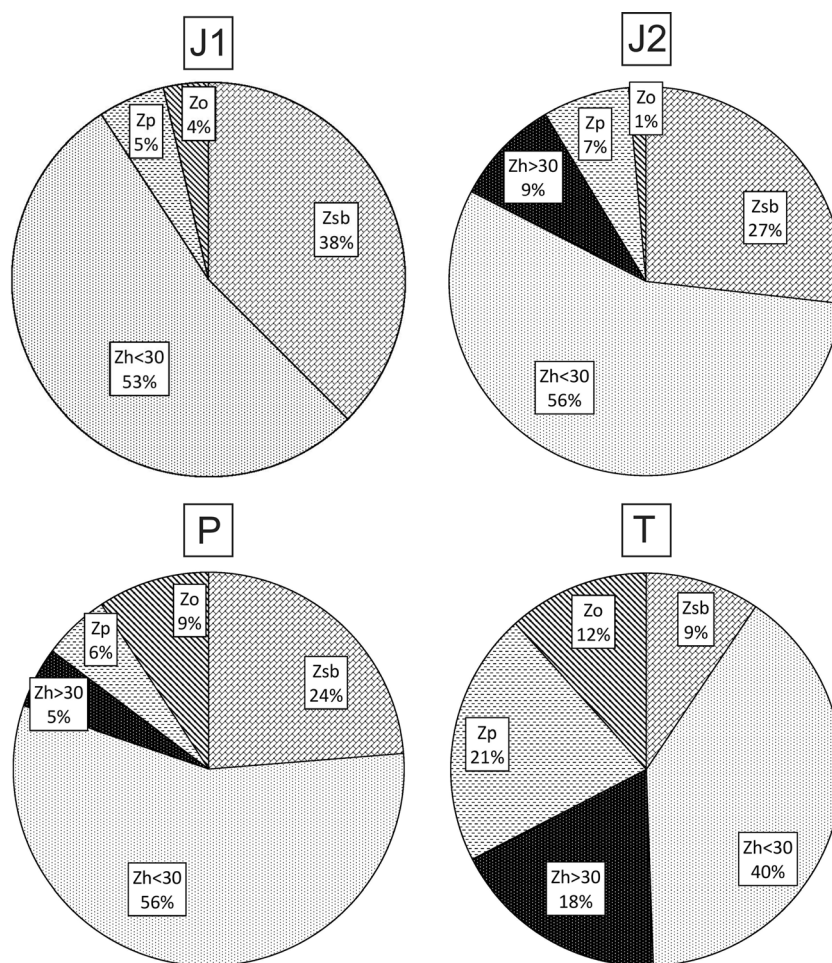 J1
Zo
4%
Zp
5%
Zsb
38%
Zh<30
53%
J2
Zo
1%
Zp
7%
Zh>30
9%
Zsb
27%
Zh<30
56%
P
Zo
9%
Zp
6%
Zh>30
5%
Zsb
24%
Zh<30
56%
T
Zo
12%
Zsb
9%
Zp
21%
Zh<30
40%
Zh>30
18%